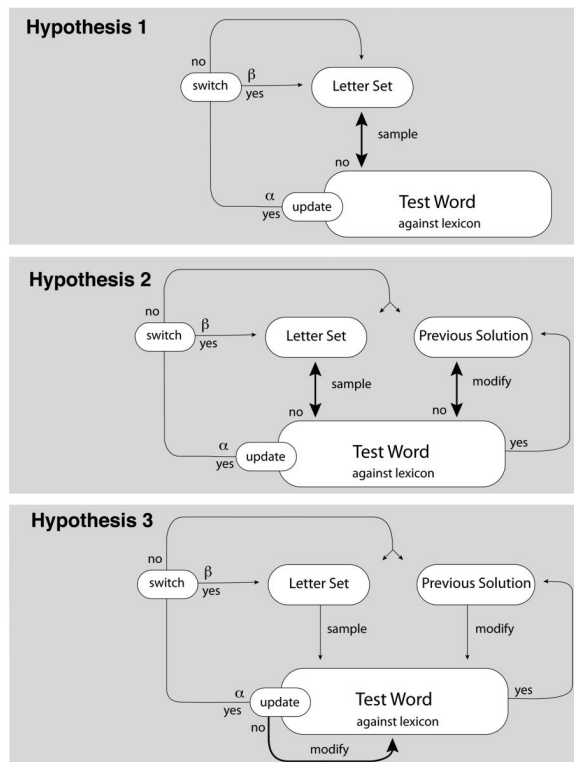 Hypothesis 1
no
switch
β
yes
Letter Set
sample
no
α
yes
update
Test Word
against lexicon
Hypothesis 2
no
switch
β
yes
Letter Set
Previous Solution
sample
modify
no
no
α
yes
update
Test Word
against lexicon
yes
Hypothesis 3
no
switch
β
yes
Letter Set
Previous Solution
sample
modify
α
yes
update
no
Test Word
against lexicon
yes
modify